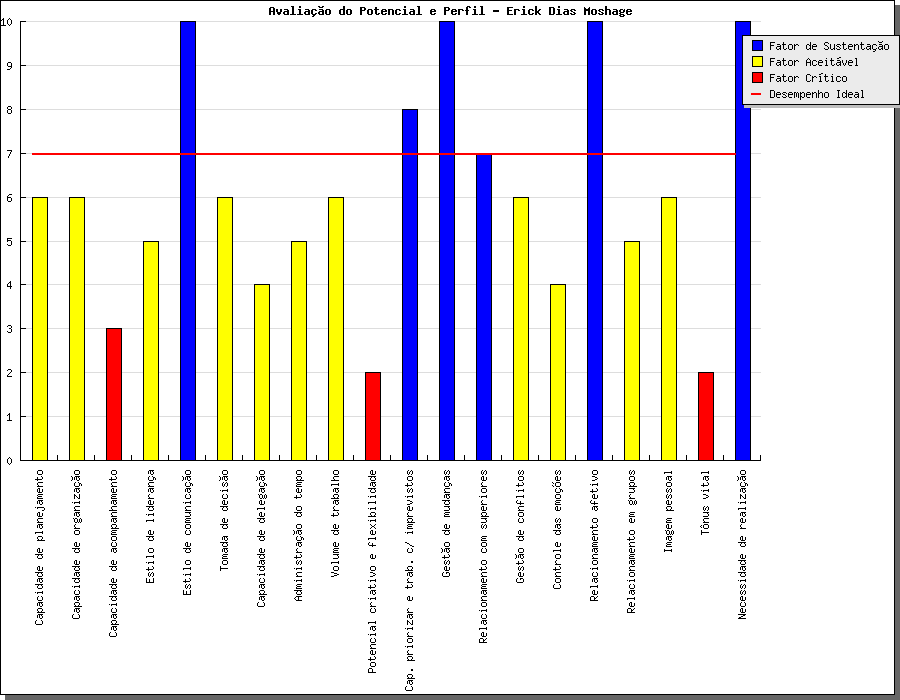 Avaliação do Potencial e Perfil - Erick Dias Moshage
Fator de Sustentação
Fator Aceitável
Fator Crítico
Desempenho Ideal
10
9
8
7
6
5
4
3
2
1
0
Capacidade de planejamento
Capacidade de organização
Capacidade de acompanhamento
Estilo de liderança
Estilo de comunicação
Tomada de decisão
Capacidade de delegação
Administração do tempo
Volume de trabalho
Potencial criativo e flexibilidade
Cap. priorizar e trab. c/ imprevistos
Gestão de mudanças
Relacionamento com superiores
Gestão de conflitos
Controle das emoções
Relacionamento afetivo
Relacionamento em grupos
Imagem pessoal
Tônus vital
Necessidade de realização